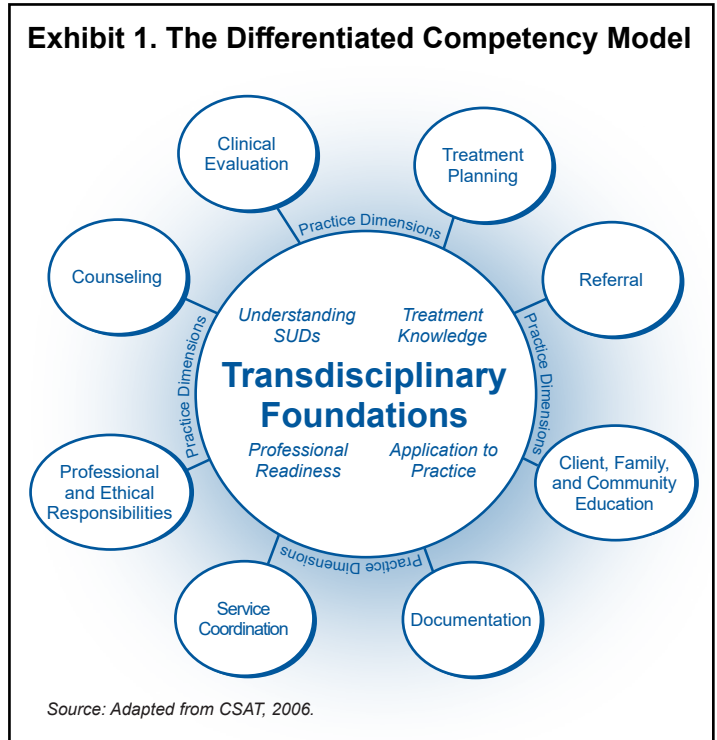 Exhibit 1. The Differentiated Competency Model
Clinical
Evaluation
Treatment
Planning
Practice Dimensions
Counseling
Referral
Understanding
SUDs
Treatment
Knowledge
Practice Dimensions
Transdisciplinary
Foundations
Practice Dimensions
Professional
Readiness
Application to
Practice
Professional
and Ethical
Responsibilities
Client, Family,
and Community
Education
Practice Dimensions
Service
Coordination
Documentation
Source: Adapted from CSAT, 2006.